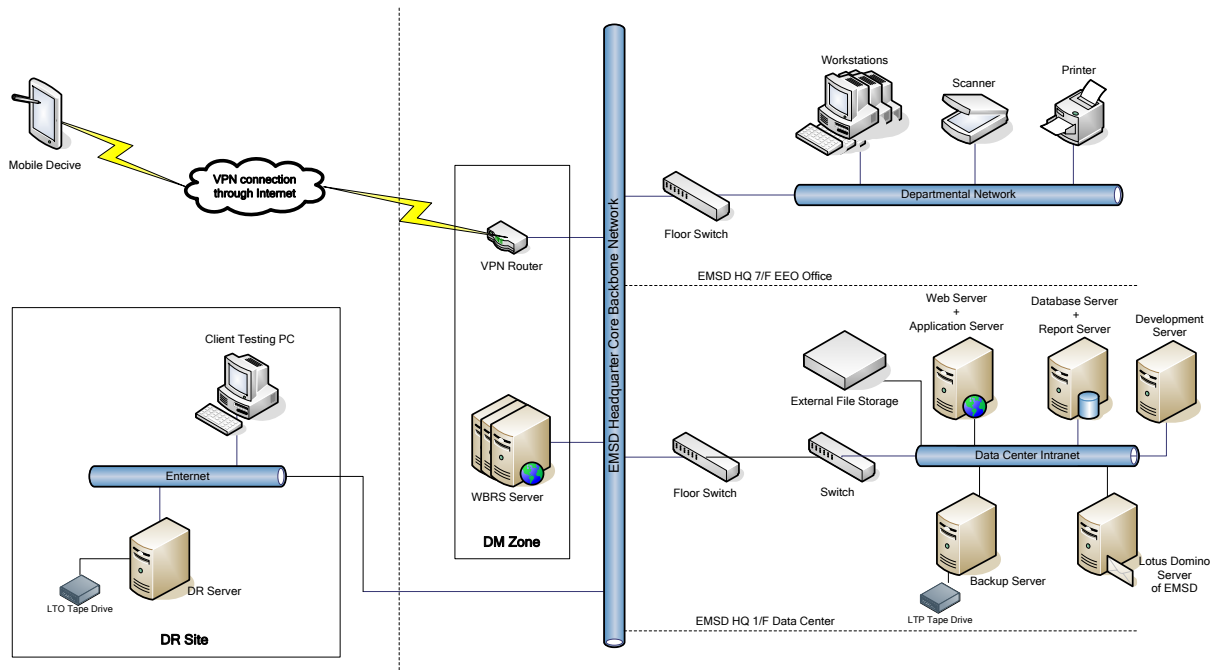 Mobile Decive
VPN connection
through Internet
VPN Router
WBRS Server
DM Zone
Client Testing PC
Enternet
DR Server
LTO Tape Drive
DR Site
EMSD Headquarter Core Backbone Network
Workstations
Scanner
Printer
Departmental Network
Floor Switch
EMSD HQ 7/F EEO Office
Web Server
+
Application Server
Database Server
+
Report Server
Development
Server
External File Storage
Data Center Intranet
Floor Switch
Switch
Backup Server
LTP Tape Drive
Lotus Domino
Server
of EMSD
EMSD HQ 1/F Data Center